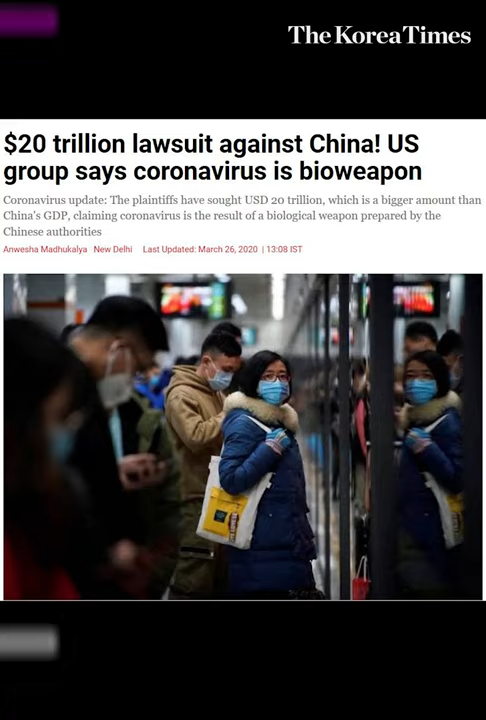 The Korea Times
$20 trillion lawsuit against China! US
group says coronavirus is bioweapon
Coronavirus update: The plaintiffs have sought USD 20 trillion, which is a bigger amount than
China's GDP, claiming coronavirus is the result of a biological weapon prepared by the
Chinese authorities
Anwesha Madhukalya New Delhi Last Updated: March 26, 2020 | 13:08 IST